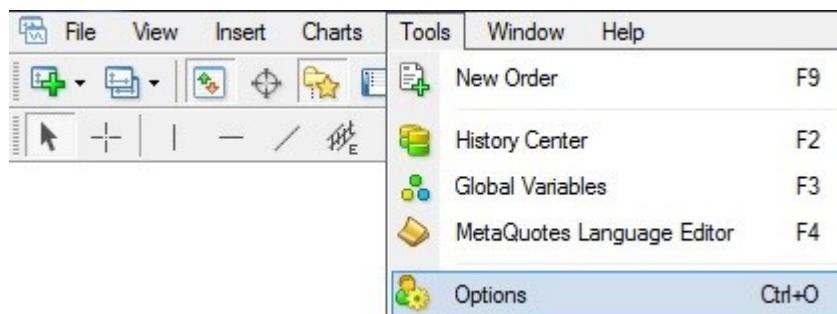 File View Insert Charts Tools Window Help
New Order F9
E
History Center F2
Global Variables F3
MetaQuotes Language Editor F4
Options Ctrl+O